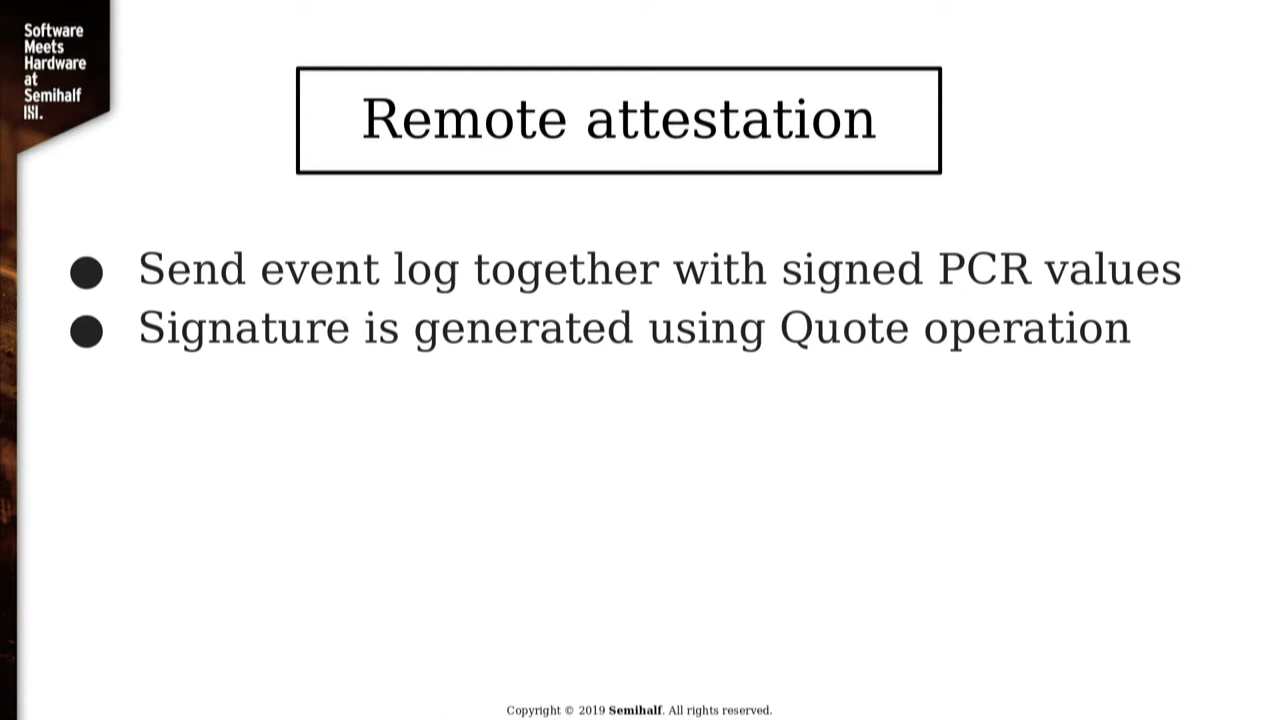 Software
Meets
Hardware
at
Semihalf
Remote attestation
● Send event log together with signed PCR values
● Signature is generated using Quote operation
Copyright © 2019 Semihalf. All rights reserved.